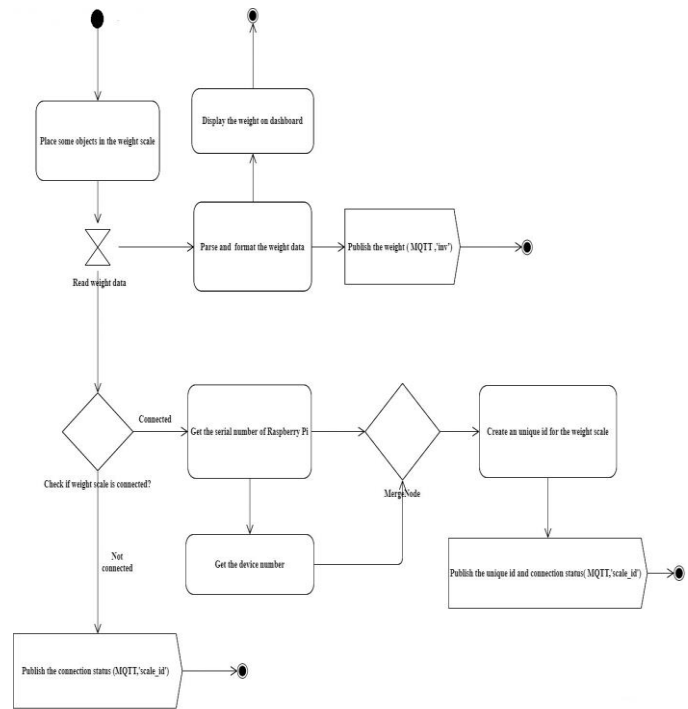 Display the weight on dashboard
Place some objects in the weight scale
Parse and format the weight data
Publish the weight ( MQTT ,'inv')
Read weight data
Connected
Get the serial number of Raspberry Pi
Create an unique id for the weight scale
Check if weight scale is connected?
MergeNode
Not
connected
Get the device number
Publish the unique id and connection status( MQTT,'scale_id')
Publish the connection status (MQTT,'scale_id')